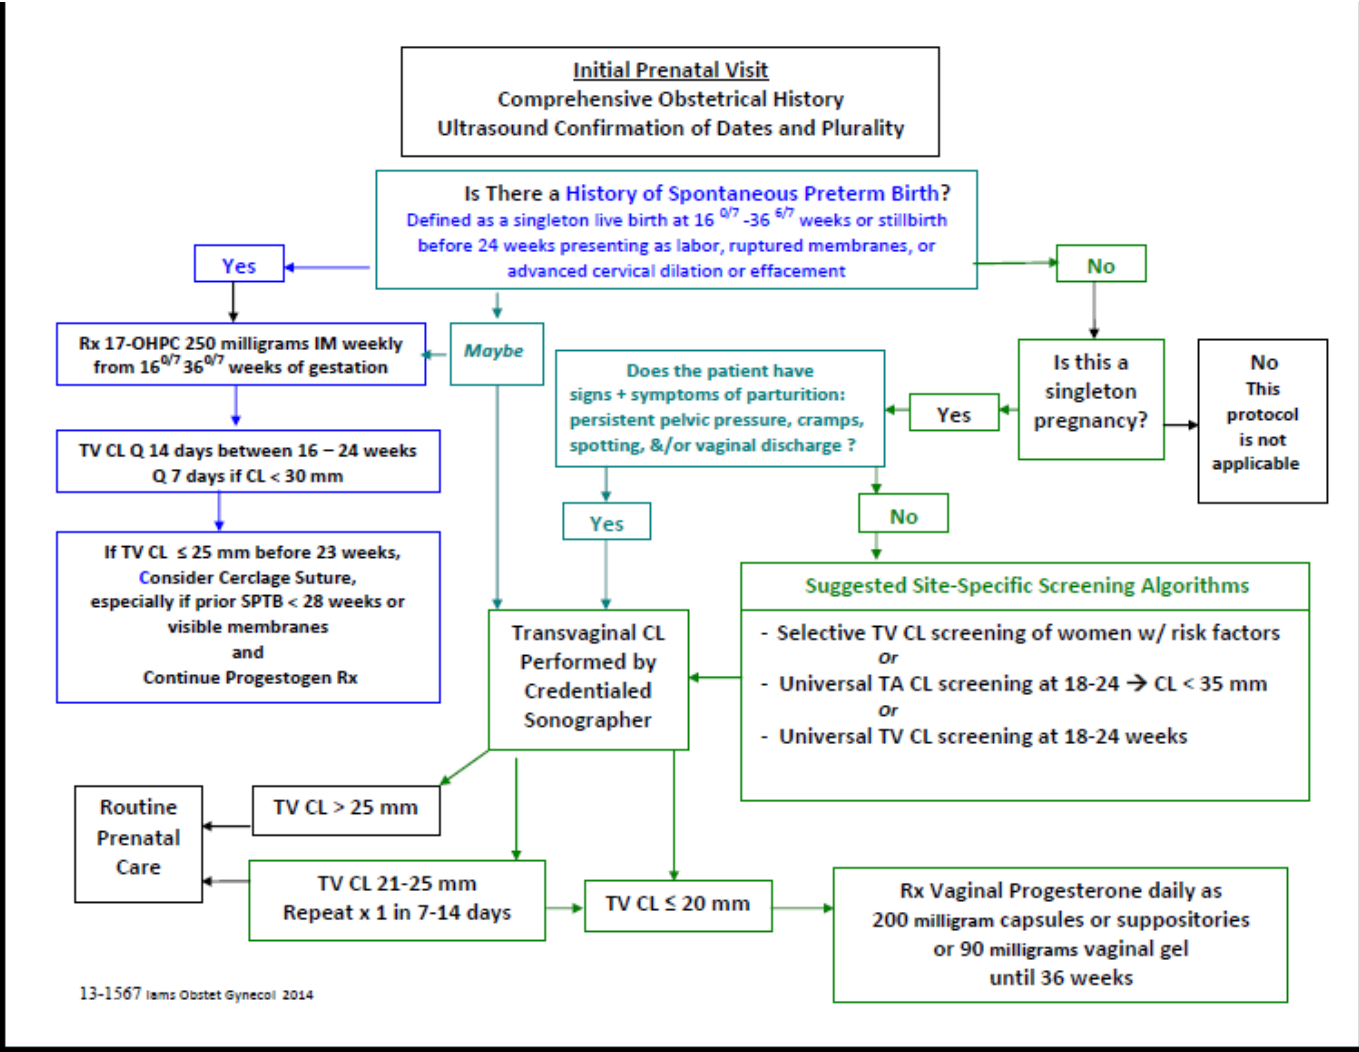 Initial Prenatal Visit
Comprehensive Obstetrical History
Ultrasound Confirmation of Dates and Plurality
Is There a History of Spontaneous Preterm Birth?
Defined as a singleton live birth at 16 0/7 -36 6/7 weeks or stillbirth
before 24 weeks presenting as labor, ruptured membranes, or
advanced cervical dilation or effacement
Yes
No
Rx 17-OHPC 250 milligrams IM weekly
from 16 0/7 36 0/7 weeks of gestation
Maybe
Does the patient have
signs + symptoms of parturition:
persistent pelvic pressure, cramps,
spotting, &/or vaginal discharge ?
Yes
Is this a
singleton
pregnancy?
No
This
protocol
is not
applicable
TV CL Q 14 days between 16 – 24 weeks
Q 7 days if CL < 30 mm
Yes
No
If TV CL ≤ 25 mm before 23 weeks,
Consider Cerclage Suture,
especially if prior SPTB < 28 weeks or
visible membranes
and
Continue Progestogen Rx
Transvaginal CL
Performed by
Credentialed
Sonographer
Suggested Site-Specific Screening Algorithms
- Selective TV CL screening of women w/ risk factors
Or
- Universal TA CL screening at 18-24 → CL < 35 mm
Or
- Universal TV CL screening at 18-24 weeks
Routine
Prenatal
Care
TV CL > 25 mm
TV CL 21-25 mm
Repeat x 1 in 7-14 days
TV CL ≤ 20 mm
Rx Vaginal Progesterone daily as
200 milligram capsules or suppositories
or 90 milligrams vaginal gel
until 36 weeks
13-1567 Iams Obstet Gynecol 2014